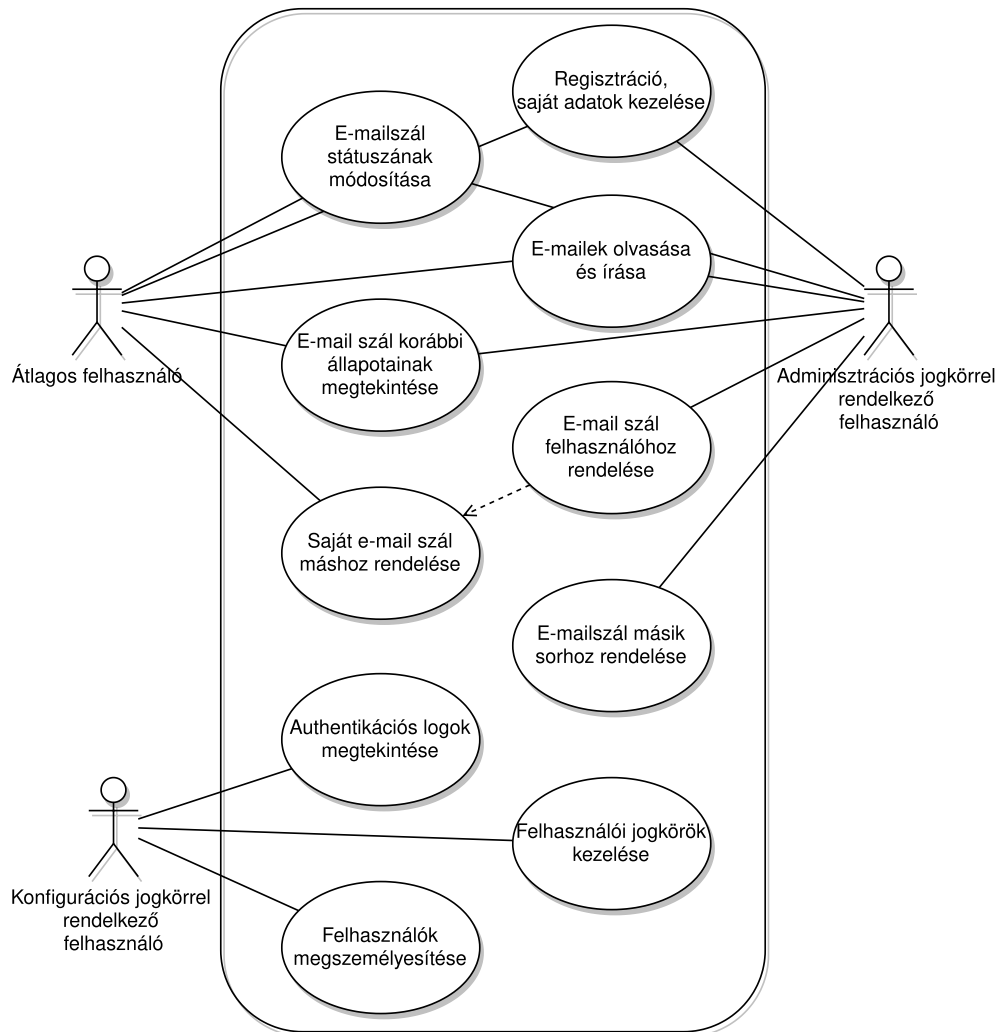 Regisztráció,
saját adatok kezelése
E-mailszál
státuszának
módosítása
E-mailek olvasása
és írása
E-mail szál korábbi
állapotainak
megtekintése
Átlagos felhasználó
Adminisztrációs jogkörrel
rendelkező
felhasználó
E-mail szál
felhasználóhoz
rendelése
Saját e-mail szál
máshoz rendelése
E-mailszál másik
sorhoz rendelése
Authentikációs logok
megtekintése
Felhasználói jogkörök
kezelése
Konfigurációs jogkörrel
rendelkező
felhasználó
Felhasználók
megszemélyesítése